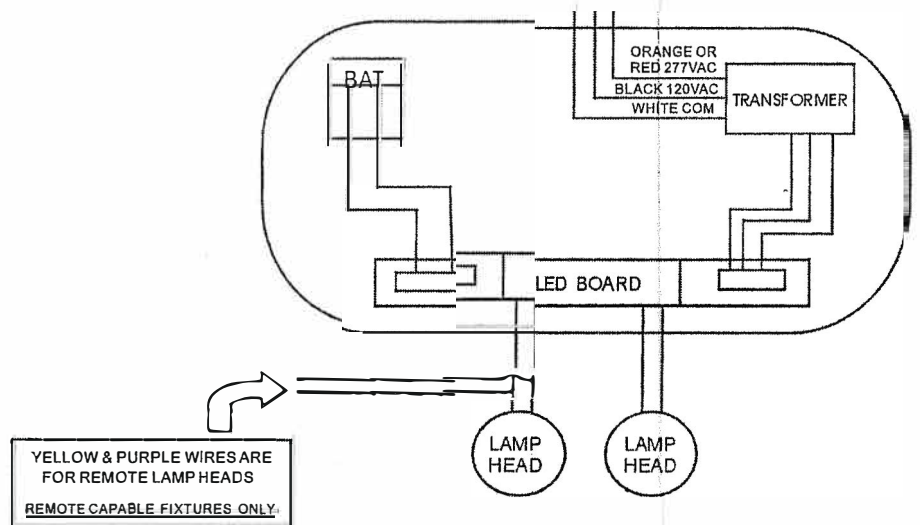 ORANGE OR
RED 277VAC
BLACK 120VAC
WHITE COM
TRANSFORMER
BAT
LED BOARD
LAMP
HEAD
LAMP
HEAD
YELLOW & PURPLE WIRES ARE
FOR REMOTE LAMP HEADS
REMOTE CAPABLE FIXTURES ONLY